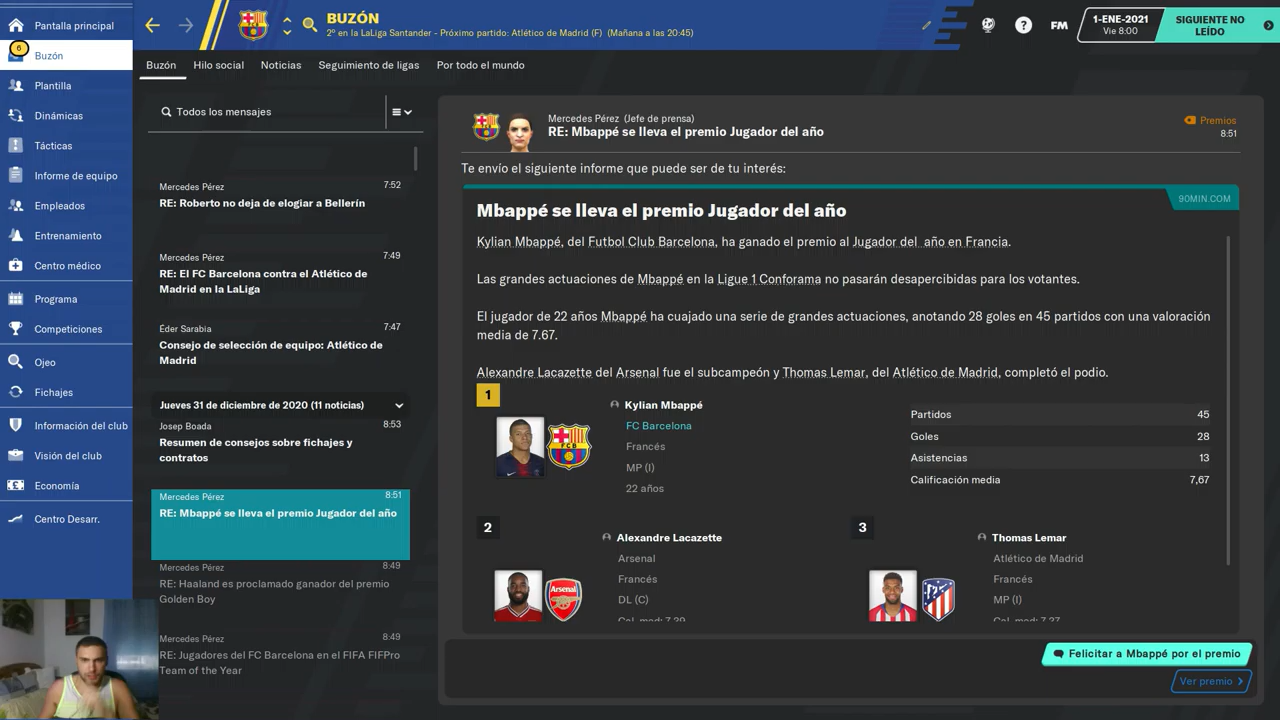 Pantalla principal
6
Buzón
Plantilla
Dinámicas
Tácticas
Informe de equipo
Empleados
Entrenamiento
Centro médico
Programa
Competiciones
Ojeo
Fichajes
Información del club
Visión del club
Economía
Centro Desarr.
BUZÓN
2º en la LaLiga Santander - Próximo partido: Atlético de Madrid (F) (Mañana a las 20:45)
?
FM
1-ENE-2021
Vie 8:00
SIGUIENTE NO LEÍDO
Buzón
Hilo social
Noticias
Seguimiento de ligas
Por todo el mundo
Todos los mensajes
Mercedes Pérez 7:52
RE: Roberto no deja de elogiar a Bellerín
Mercedes Pérez 7:49
RE: El FC Barcelona contra el Atlético de
Madrid en la LaLiga
Éder Sarabia 7:47
Consejo de selección de equipo: Atlético de
Madrid
Jueves 31 de diciembre de 2020 (11 noticias)
Josep Boada 8:53
Resumen de consejos sobre fichajes y
contratos
Mercedes Pérez 8:51
RE: Mbappé se lleva el premio Jugador del año
Mercedes Pérez 8:49
RE: Haaland es proclamado ganador del premio
Golden Boy
Mercedes Pérez 8:49
RE: Jugadores del FC Barcelona en el FIFA FIFPro
Team of the Year
Mercedes Pérez (Jefe de prensa)
RE: Mbappé se lleva el premio Jugador del año
Premios
8:51
Te envío el siguiente informe que puede ser de tu interés:
90MIN.COM
Mbappé se lleva el premio Jugador del año
Kylian Mbappé, del Futbol Club Barcelona, ha ganado el premio al Jugador del año en Francia.
Las grandes actuaciones de Mbappé en la Ligue 1 Conforama no pasarán desapercibidas para los votantes.
El jugador de 22 años Mbappé ha cuajado una serie de grandes actuaciones, anotando 28 goles en 45 partidos con una valoración
media de 7.67.
Alexandre Lacazette del Arsenal fue el subcampeón y Thomas Lemar, del Atlético de Madrid, completó el podio.
1
Kylian Mbappé
FC Barcelona
Francés
MP (I)
22 años
Partidos 45
Goles 28
Asistencias 13
Calificación media 7,67
2
Alexandre Lacazette
Arsenal
Francés
DL (C)
Cal. med: 7.29
3
Thomas Lemar
Atlético de Madrid
Francés
MP (I)
Cal. med: 7.27
Felicitar a Mbappé por el premio
Ver premio